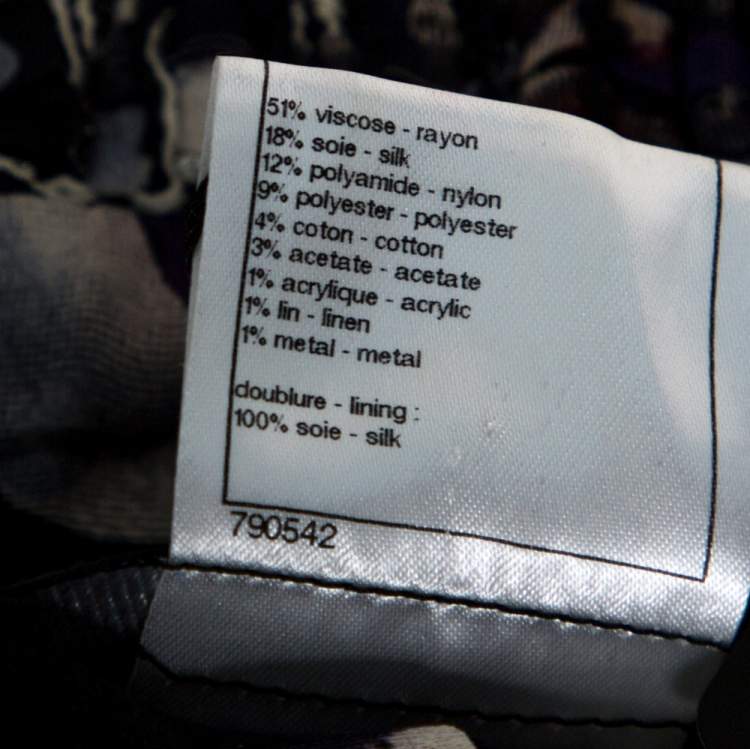 51% viscose - rayon
18% soie - silk
12% polyamide - nylon
9% polyester - polyester
4% coton - cotton
3% acetate - acetate
1% acrylique - acrylic
1% lin - linen
1% metal - metal
doublure - lining :
100% soie - silk
790542